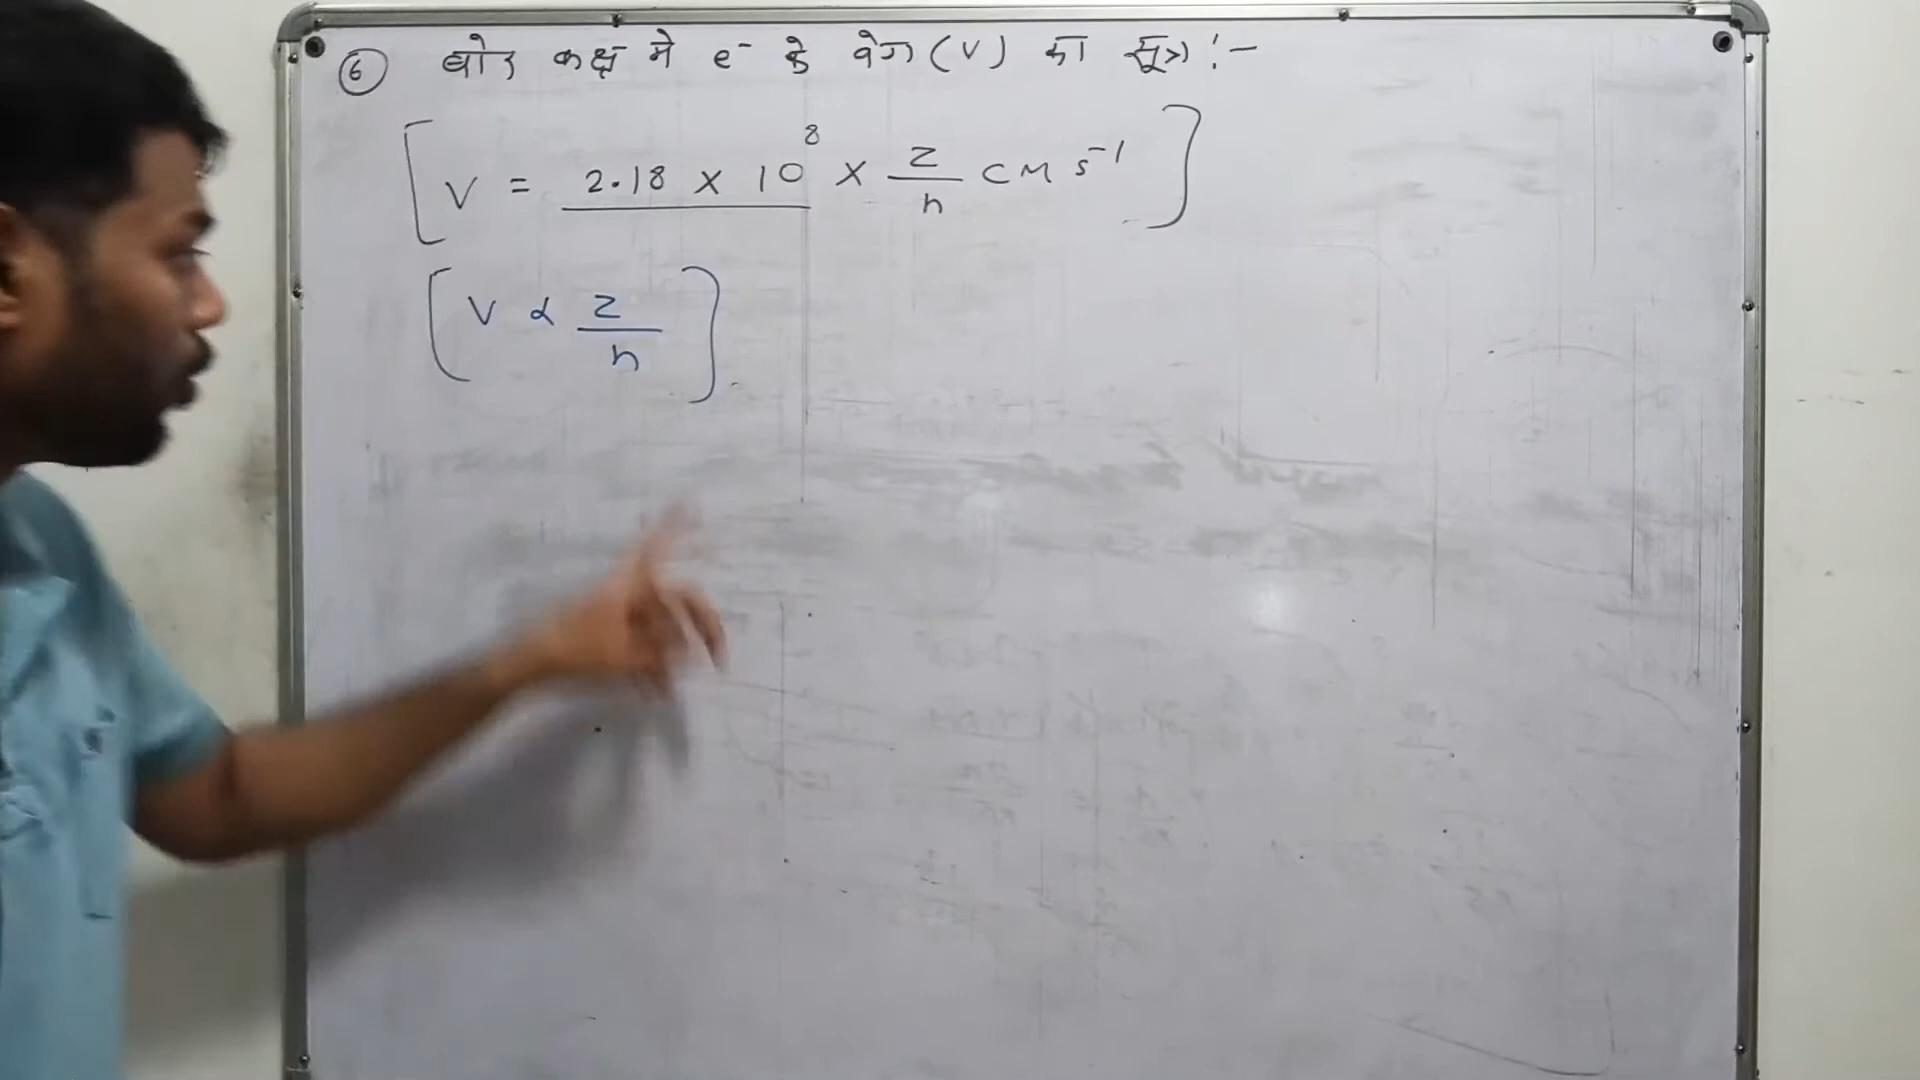 ⑥ बोर कक्ष मे e⁻ के वेग (V) का सूत्र :-
[ V = 2.18 × 10⁸ × Z/n CM s⁻¹ ]
[ V ∝ Z/n ]